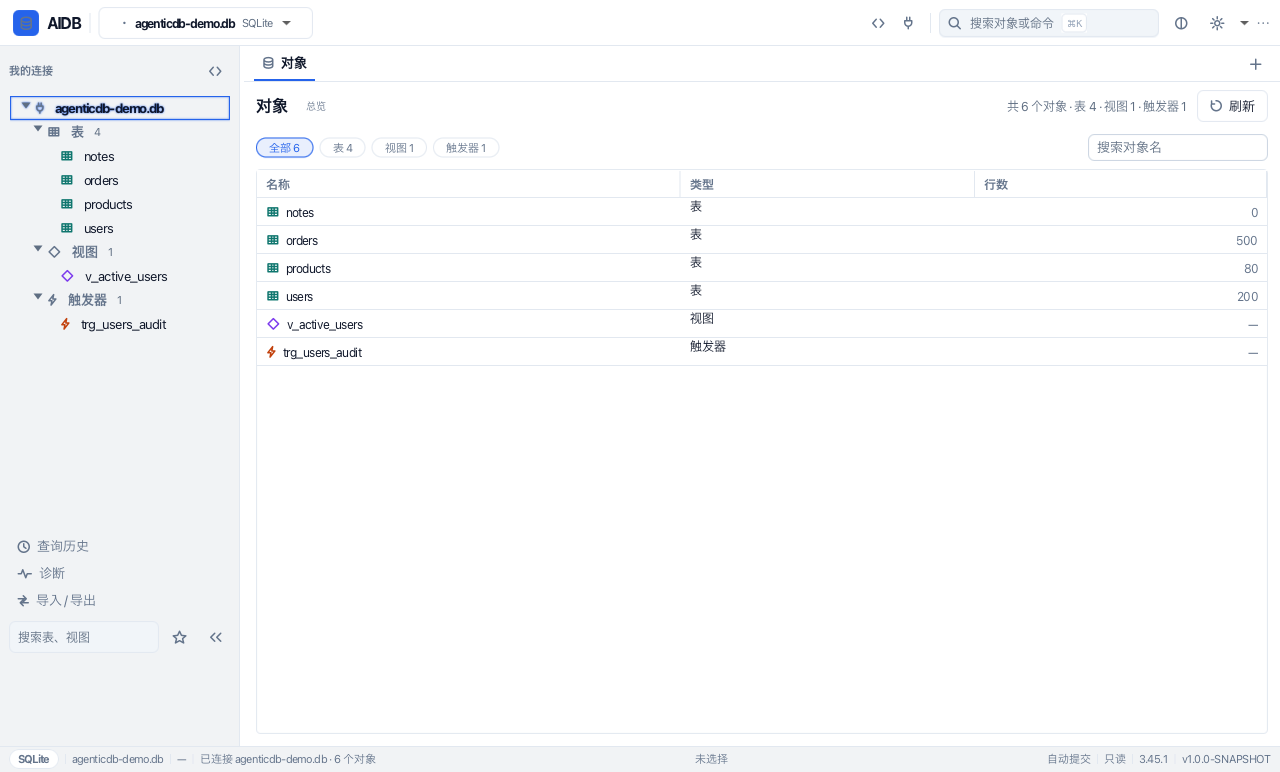 AIDB
agenticdb-demo.db SQLite
搜索对象或命令 ⌘K
我的连接
agenticdb-demo.db
表 4
notes
orders
products
users
视图 1
v_active_users
触发器 1
trg_users_audit
查询历史
诊断
导入/导出
搜索表、视图
对象
对象 总览
共 6 个对象 · 表 4 · 视图 1 · 触发器 1
刷新
全部 6 表 4 视图 1 触发器 1
搜索对象名
名称 类型 行数
notes 表 0
orders 表 500
products 表 80
users 表 200
v_active_users 视图 —
trg_users_audit 触发器 —
SQLite agenticdb-demo.db — 已连接 agenticdb-demo.db · 6 个对象
未选择
自动提交 只读 3.45.1 v1.0.0-SNAPSHOT